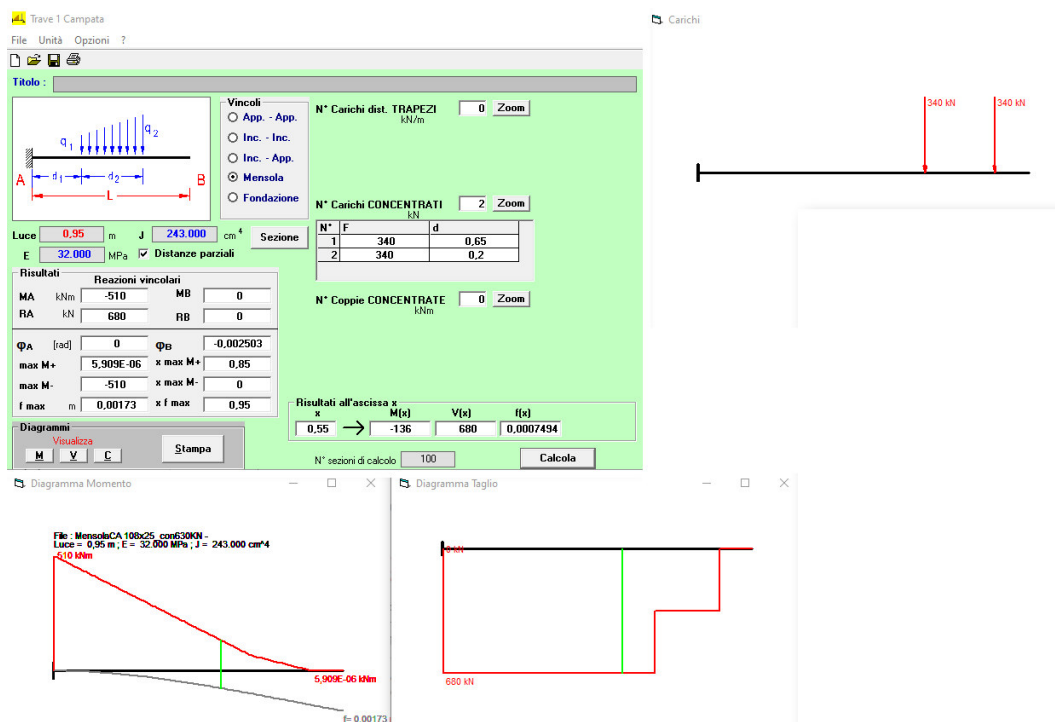 Trave 1 Campata
File Unità Opzioni ?
Titolo :
q1 q2
A d1 d2 B
L
Vincoli
App. - App.
Inc. - Inc.
Inc. - App.
Mensola
Fondazione
N° Carichi dist. TRAPEZI 0 Zoom
kN/m
N° Carichi CONCENTRATI 2 Zoom
kN
N° F d
1 340 0,65
2 340 0,2
N° Coppie CONCENTRATE 0 Zoom
kNm
Luce 0,95 m J 243.000 cm 4 Sezione
E 32.000 MPa Distanze parziali
Risultati
Reazioni vincolari
MA kNm -510 MB 0
RA kN 680 RB 0
φA [rad] 0 φB -0,002503
max M+ 5,909E-06 x max M+ 0,85
max M- -510 x max M- 0
f max m 0,00173 x f max 0,95
Risultati all'ascissa x
x M(x) V(x) f(x)
0,55 -136 680 0,0007494
Diagrammi
Visualizza
M V C Stampa
N° sezioni di calcolo 100 Calcola
Carichi
340 kN 340 kN
Diagramma Momento
File : MensolaCA 108x25_con630KN -
Luce = 0,95 m ; E = 32.000 MPa ; J = 243.000 cm^4
510 kNm
5,909E-06 kNm
f= 0,00173
Diagramma Taglio
0 kN
680 kN